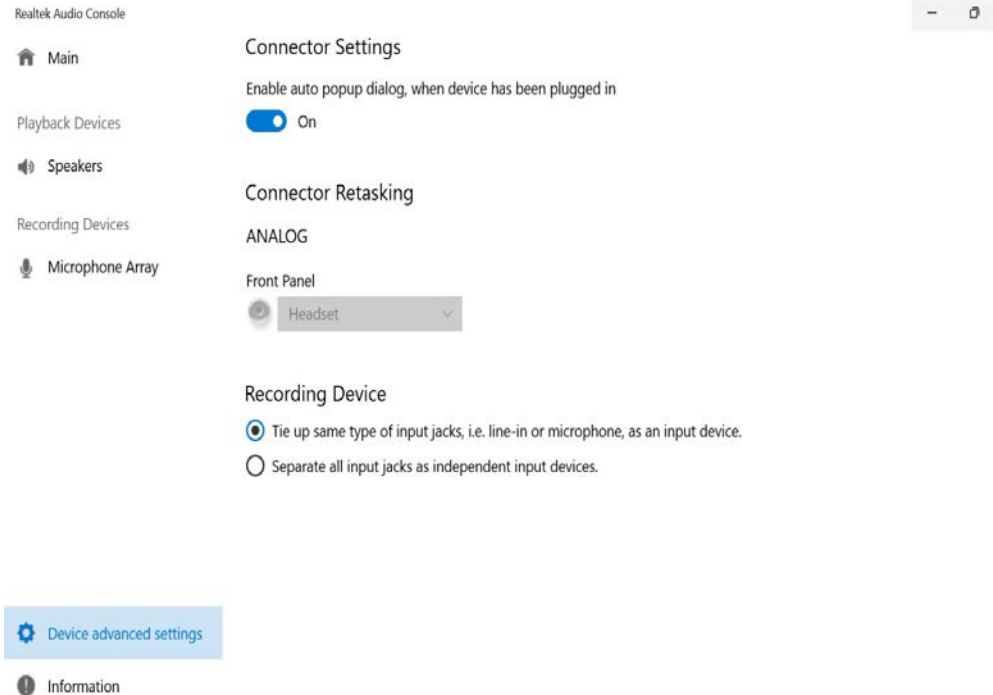 Realtek Audio Console
Main
Playback Devices
Speakers
Recording Devices
Microphone Array
Device advanced settings
Information
Connector Settings
Enable auto popup dialog, when device has been plugged in
On
Connector Retasking
ANALOG
Front Panel
Headset
Recording Device
Tie up same type of input jacks, i.e. line-in or microphone, as an input device.
Separate all input jacks as independent input devices.